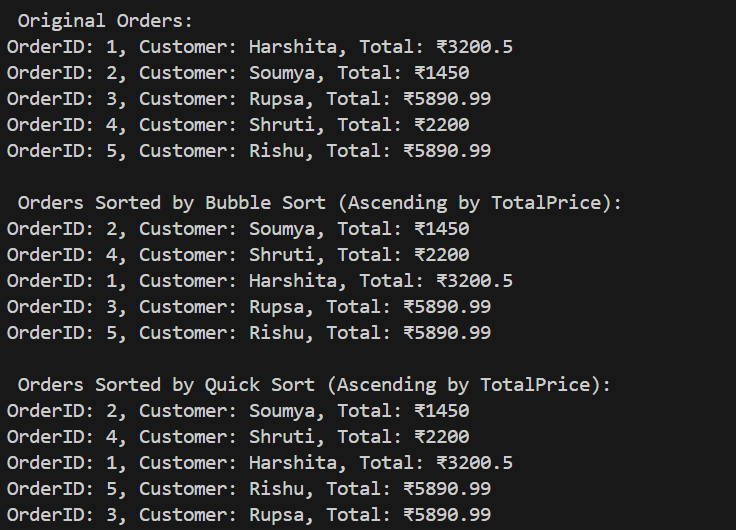 Original Orders:
OrderID: 1, Customer: Harshita, Total: ₹3200.5
OrderID: 2, Customer: Soumya, Total: ₹1450
OrderID: 3, Customer: Rupsa, Total: ₹5890.99
OrderID: 4, Customer: Shruti, Total: ₹2200
OrderID: 5, Customer: Rishu, Total: ₹5890.99
Orders Sorted by Bubble Sort (Ascending by TotalPrice):
OrderID: 2, Customer: Soumya, Total: ₹1450
OrderID: 4, Customer: Shruti, Total: ₹2200
OrderID: 1, Customer: Harshita, Total: ₹3200.5
OrderID: 3, Customer: Rupsa, Total: ₹5890.99
OrderID: 5, Customer: Rishu, Total: ₹5890.99
Orders Sorted by Quick Sort (Ascending by TotalPrice):
OrderID: 2, Customer: Soumya, Total: ₹1450
OrderID: 4, Customer: Shruti, Total: ₹2200
OrderID: 1, Customer: Harshita, Total: ₹3200.5
OrderID: 5, Customer: Rishu, Total: ₹5890.99
OrderID: 3, Customer: Rupsa, Total: ₹5890.99